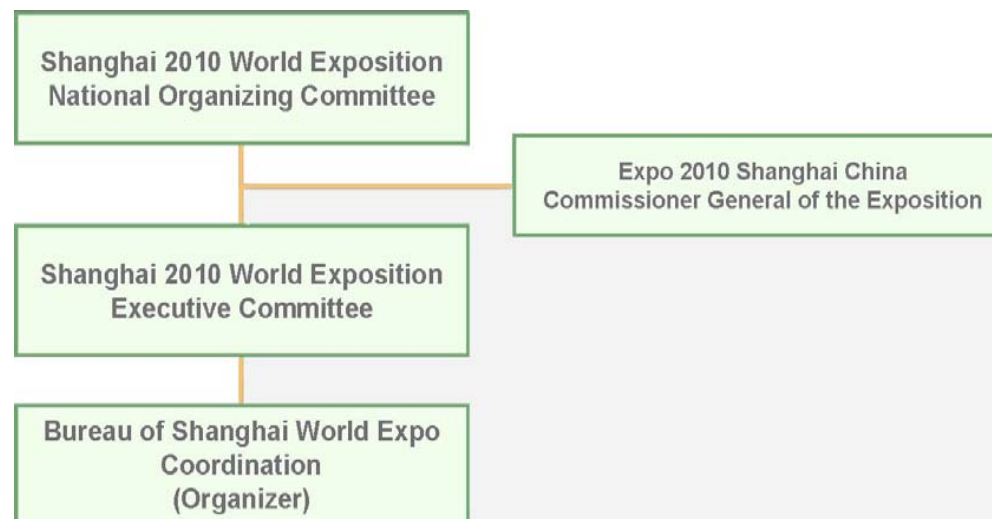 Shanghai 2010 World Exposition
National Organizing Committee
Expo 2010 Shanghai China
Commissioner General of the Exposition
Shanghai 2010 World Exposition
Executive Committee
Bureau of Shanghai World Expo
Coordination
(Organizer)